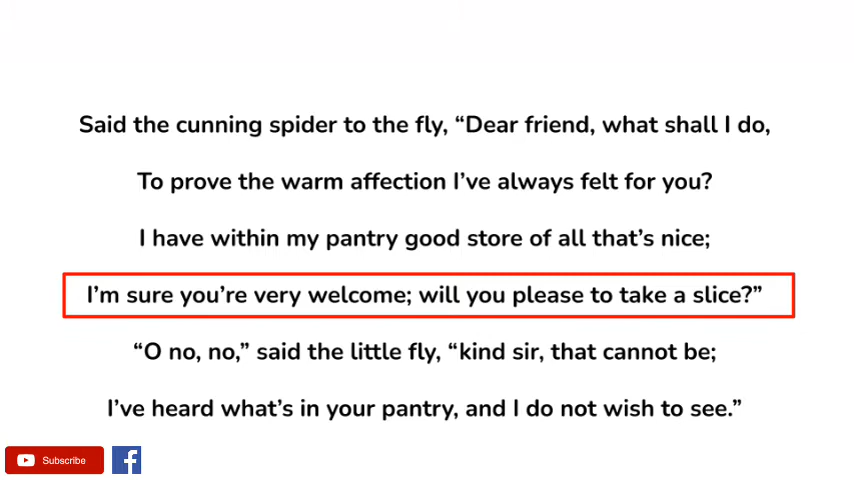 Said the cunning spider to the fly, “Dear friend, what shall I do,
To prove the warm affection I’ve always felt for you?
I have within my pantry good store of all that’s nice;
I’m sure you’re very welcome; will you please to take a slice?”
“O no, no,” said the little fly, “kind sir, that cannot be;
I’ve heard what’s in your pantry, and I do not wish to see.”
Subscribe